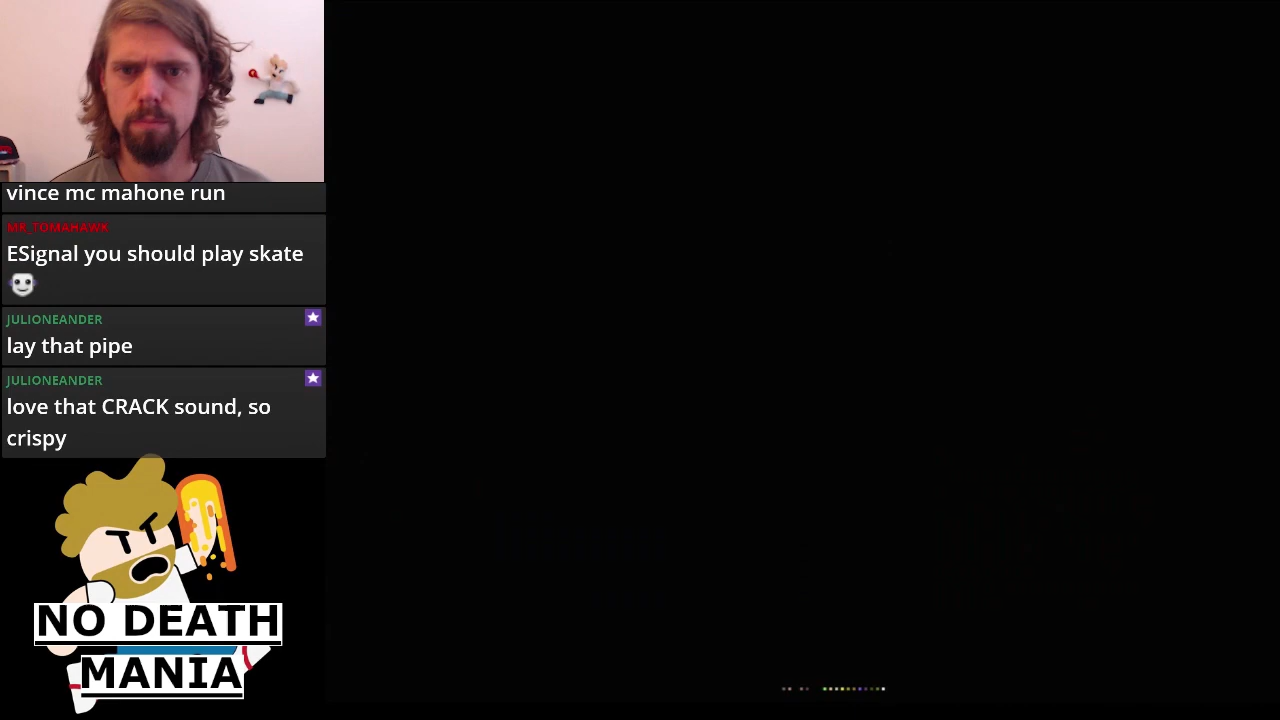 vince mc mahone run
MR_TOMAHAWK
ESignal you should play skate
JULIONEANDER
lay that pipe
JULIONEANDER
love that CRACK sound, so
crispy
NO DEATH
MANIA